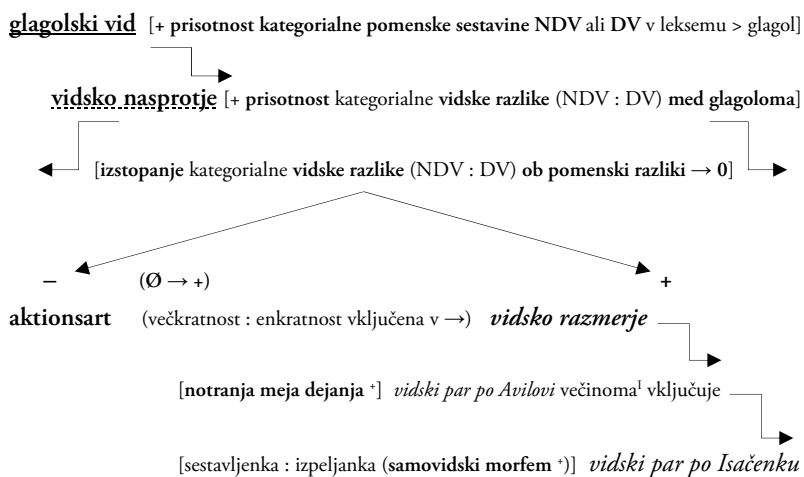 glagolski vid [+ prisotnost kategorialne pomenske sestavine NDV ali DV v leksemu > glagol]
vidsko nasprotje [+ prisotnost kategorialne vidske razlike (NDV : DV) med glagoloma]
[izstopanje kategorialne vidske razlike (NDV : DV) ob pomenski razliki → 0]
– (Ø → +) +
aktionsart (večkratnost : enkratnost vključena v →) vidsko razmerje
[notranja meja dejanja ⁺] vidski par po Avilovi večinomaᴵ vključuje
[sestavljenka : izpeljanka (samovidski morfem ⁺)] vidski par po Isačenku